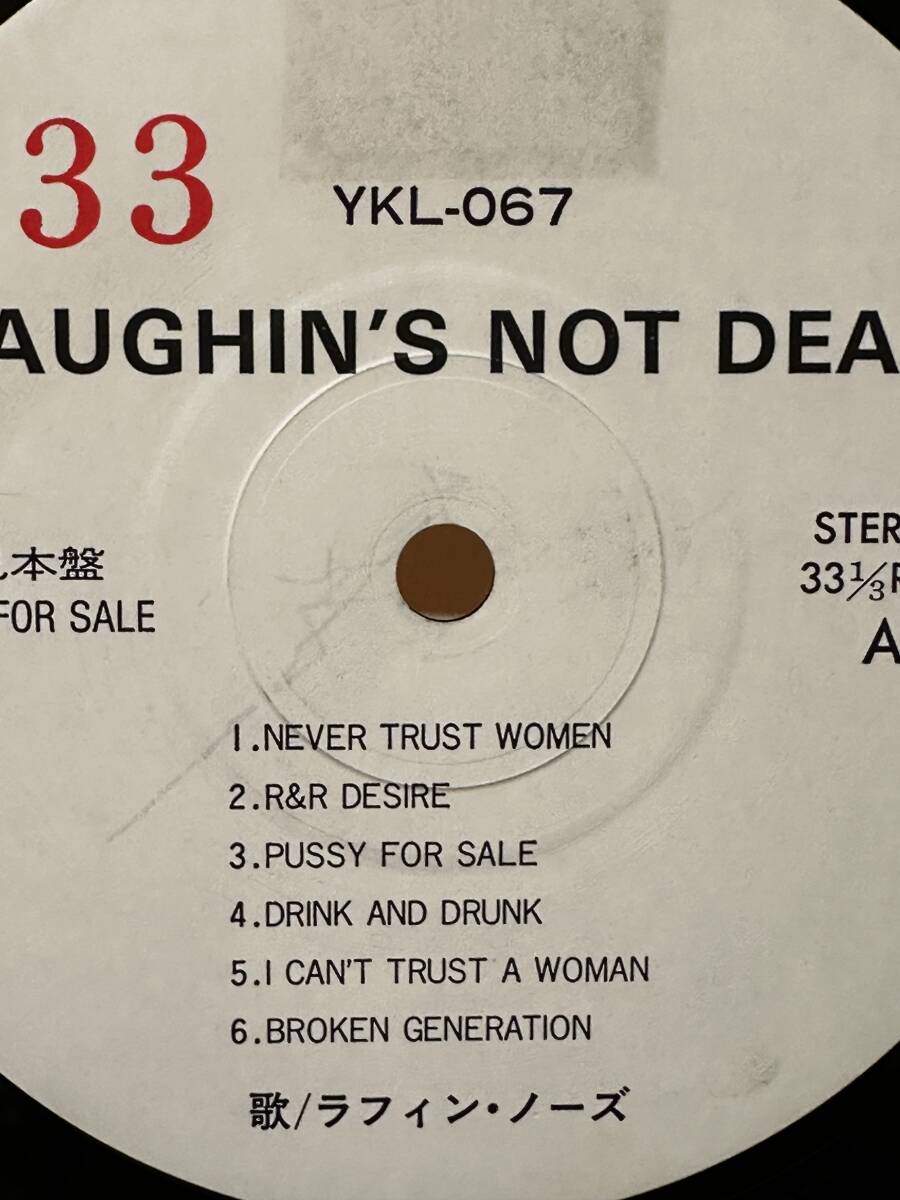 33
YKL-067
AUGHIN'S NOT DEA
本盤
FOR SALE
STER
33⅓R
A
1.NEVER TRUST WOMEN
2.R&R DESIRE
3.PUSSY FOR SALE
4.DRINK AND DRUNK
5.I CAN'T TRUST A WOMAN
6.BROKEN GENERATION
歌/ラフィン・ノーズ